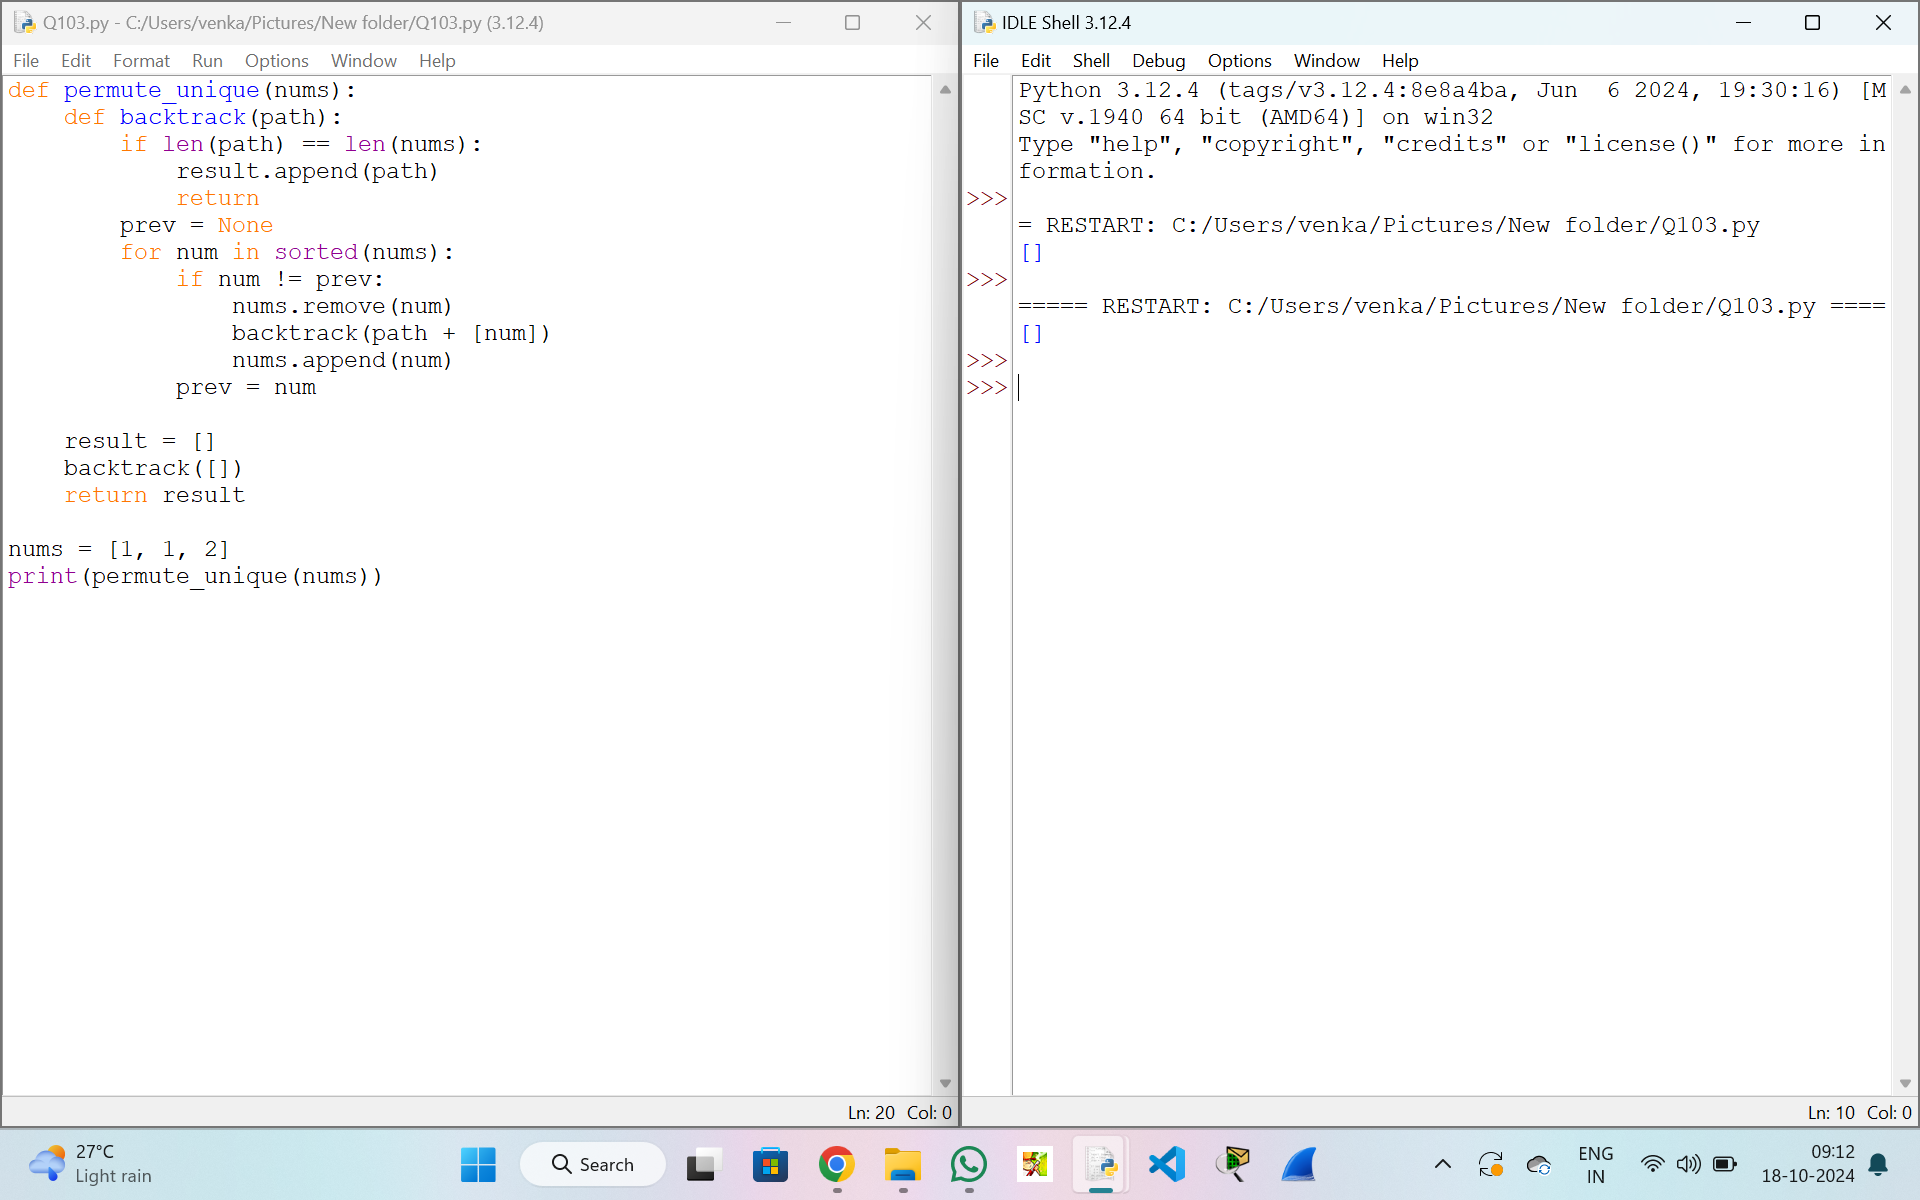 Q103.py - C:/Users/venka/Pictures/New folder/Q103.py (3.12.4)
File Edit Format Run Options Window Help
def permute_unique(nums):
    def backtrack(path):
        if len(path) == len(nums):
            result.append(path)
            return
        prev = None
        for num in sorted(nums):
            if num != prev:
                nums.remove(num)
                backtrack(path + [num])
                nums.append(num)
            prev = num

    result = []
    backtrack([])
    return result

nums = [1, 1, 2]
print(permute_unique(nums))
Ln: 20 Col: 0
IDLE Shell 3.12.4
File Edit Shell Debug Options Window Help
Python 3.12.4 (tags/v3.12.4:8e8a4ba, Jun  6 2024, 19:30:16) [M
SC v.1940 64 bit (AMD64)] on win32
Type "help", "copyright", "credits" or "license()" for more in
formation.
>>>
= RESTART: C:/Users/venka/Pictures/New folder/Q103.py
[]
>>>
===== RESTART: C:/Users/venka/Pictures/New folder/Q103.py ====
[]
>>>
>>>
Ln: 10 Col: 0
27°C
Light rain
Search
ENG
IN
09:12
18-10-2024